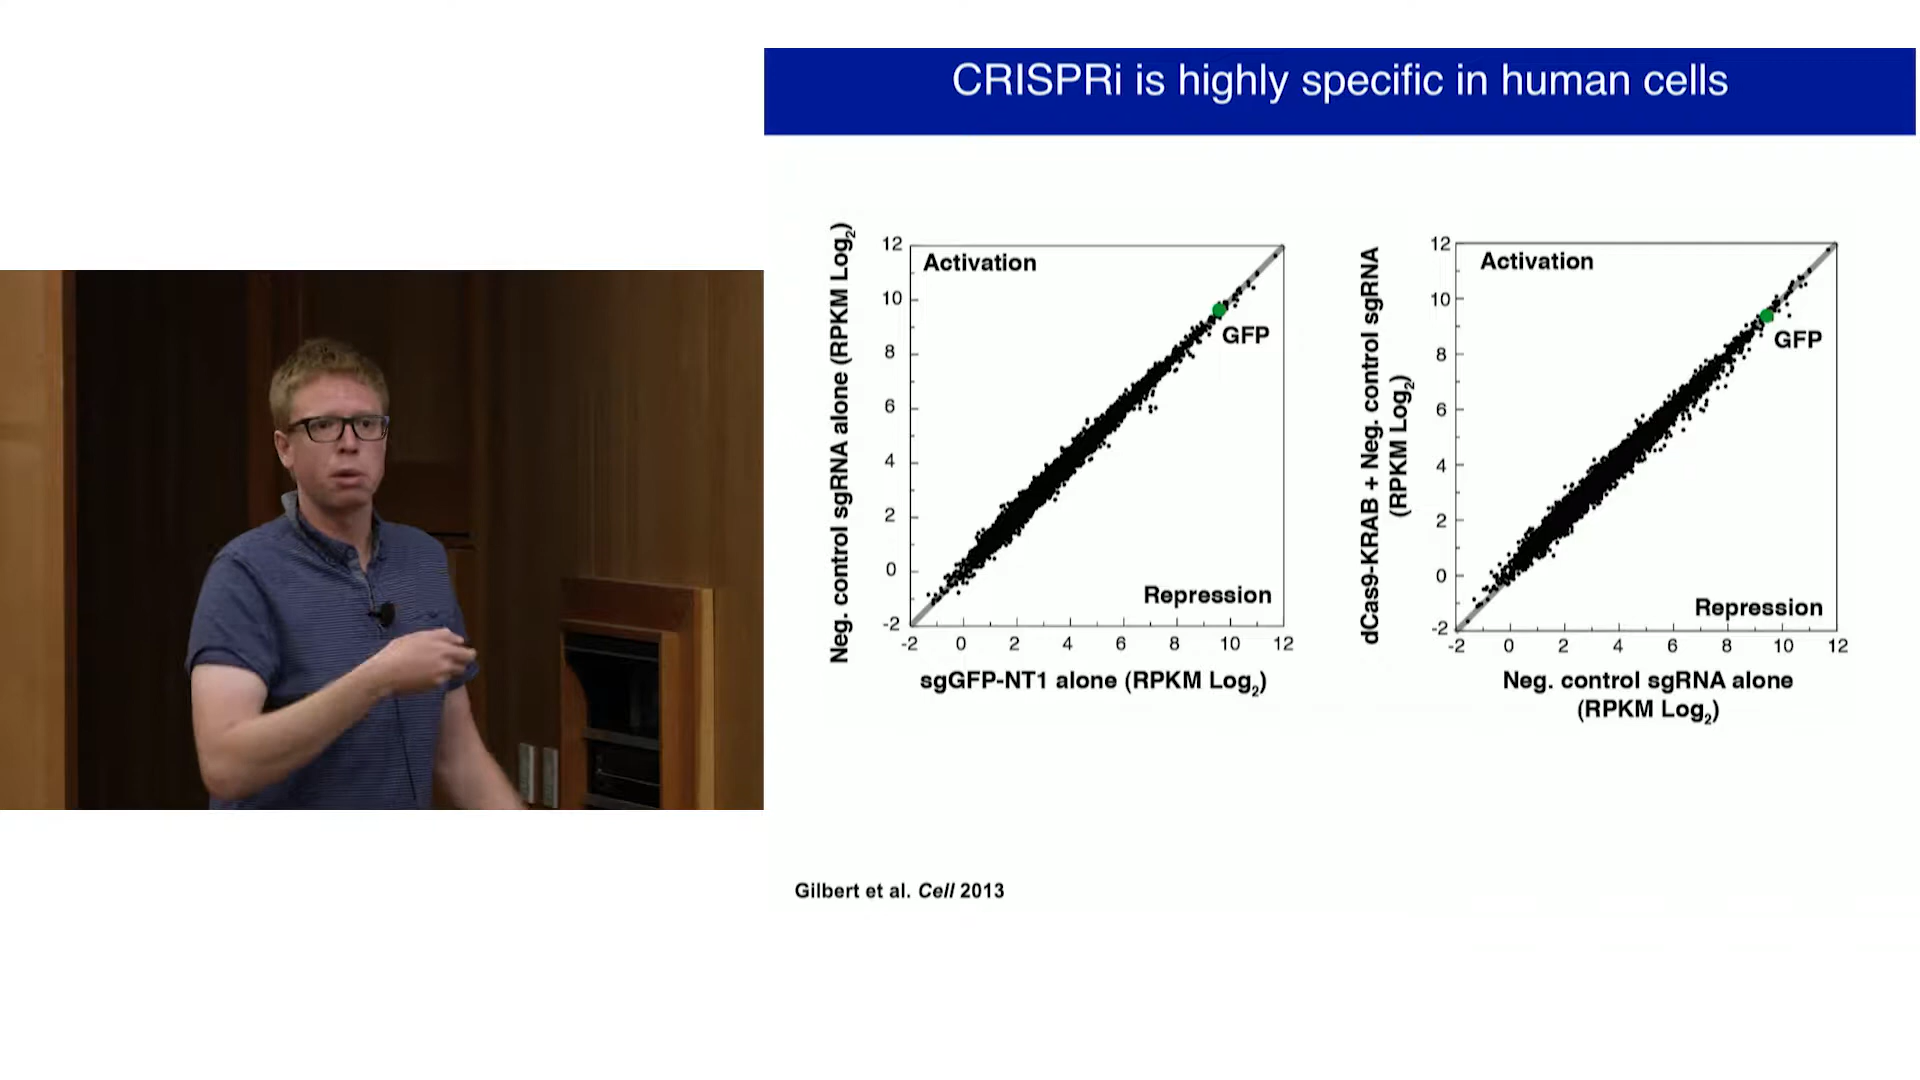 CRISPRi is highly specific in human cells
Neg. control sgRNA alone (RPKM Log2)
12
10
8
6
4
2
0
-2
Activation
GFP
Repression
-2 0 2 4 6 8 10 12
sgGFP-NT1 alone (RPKM Log2)
dCas9-KRAB + Neg. control sgRNA
(RPKM Log2)
12
10
8
6
4
2
0
-2
Activation
GFP
Repression
-2 0 2 4 6 8 10 12
Neg. control sgRNA alone
(RPKM Log2)
Gilbert et al. Cell 2013